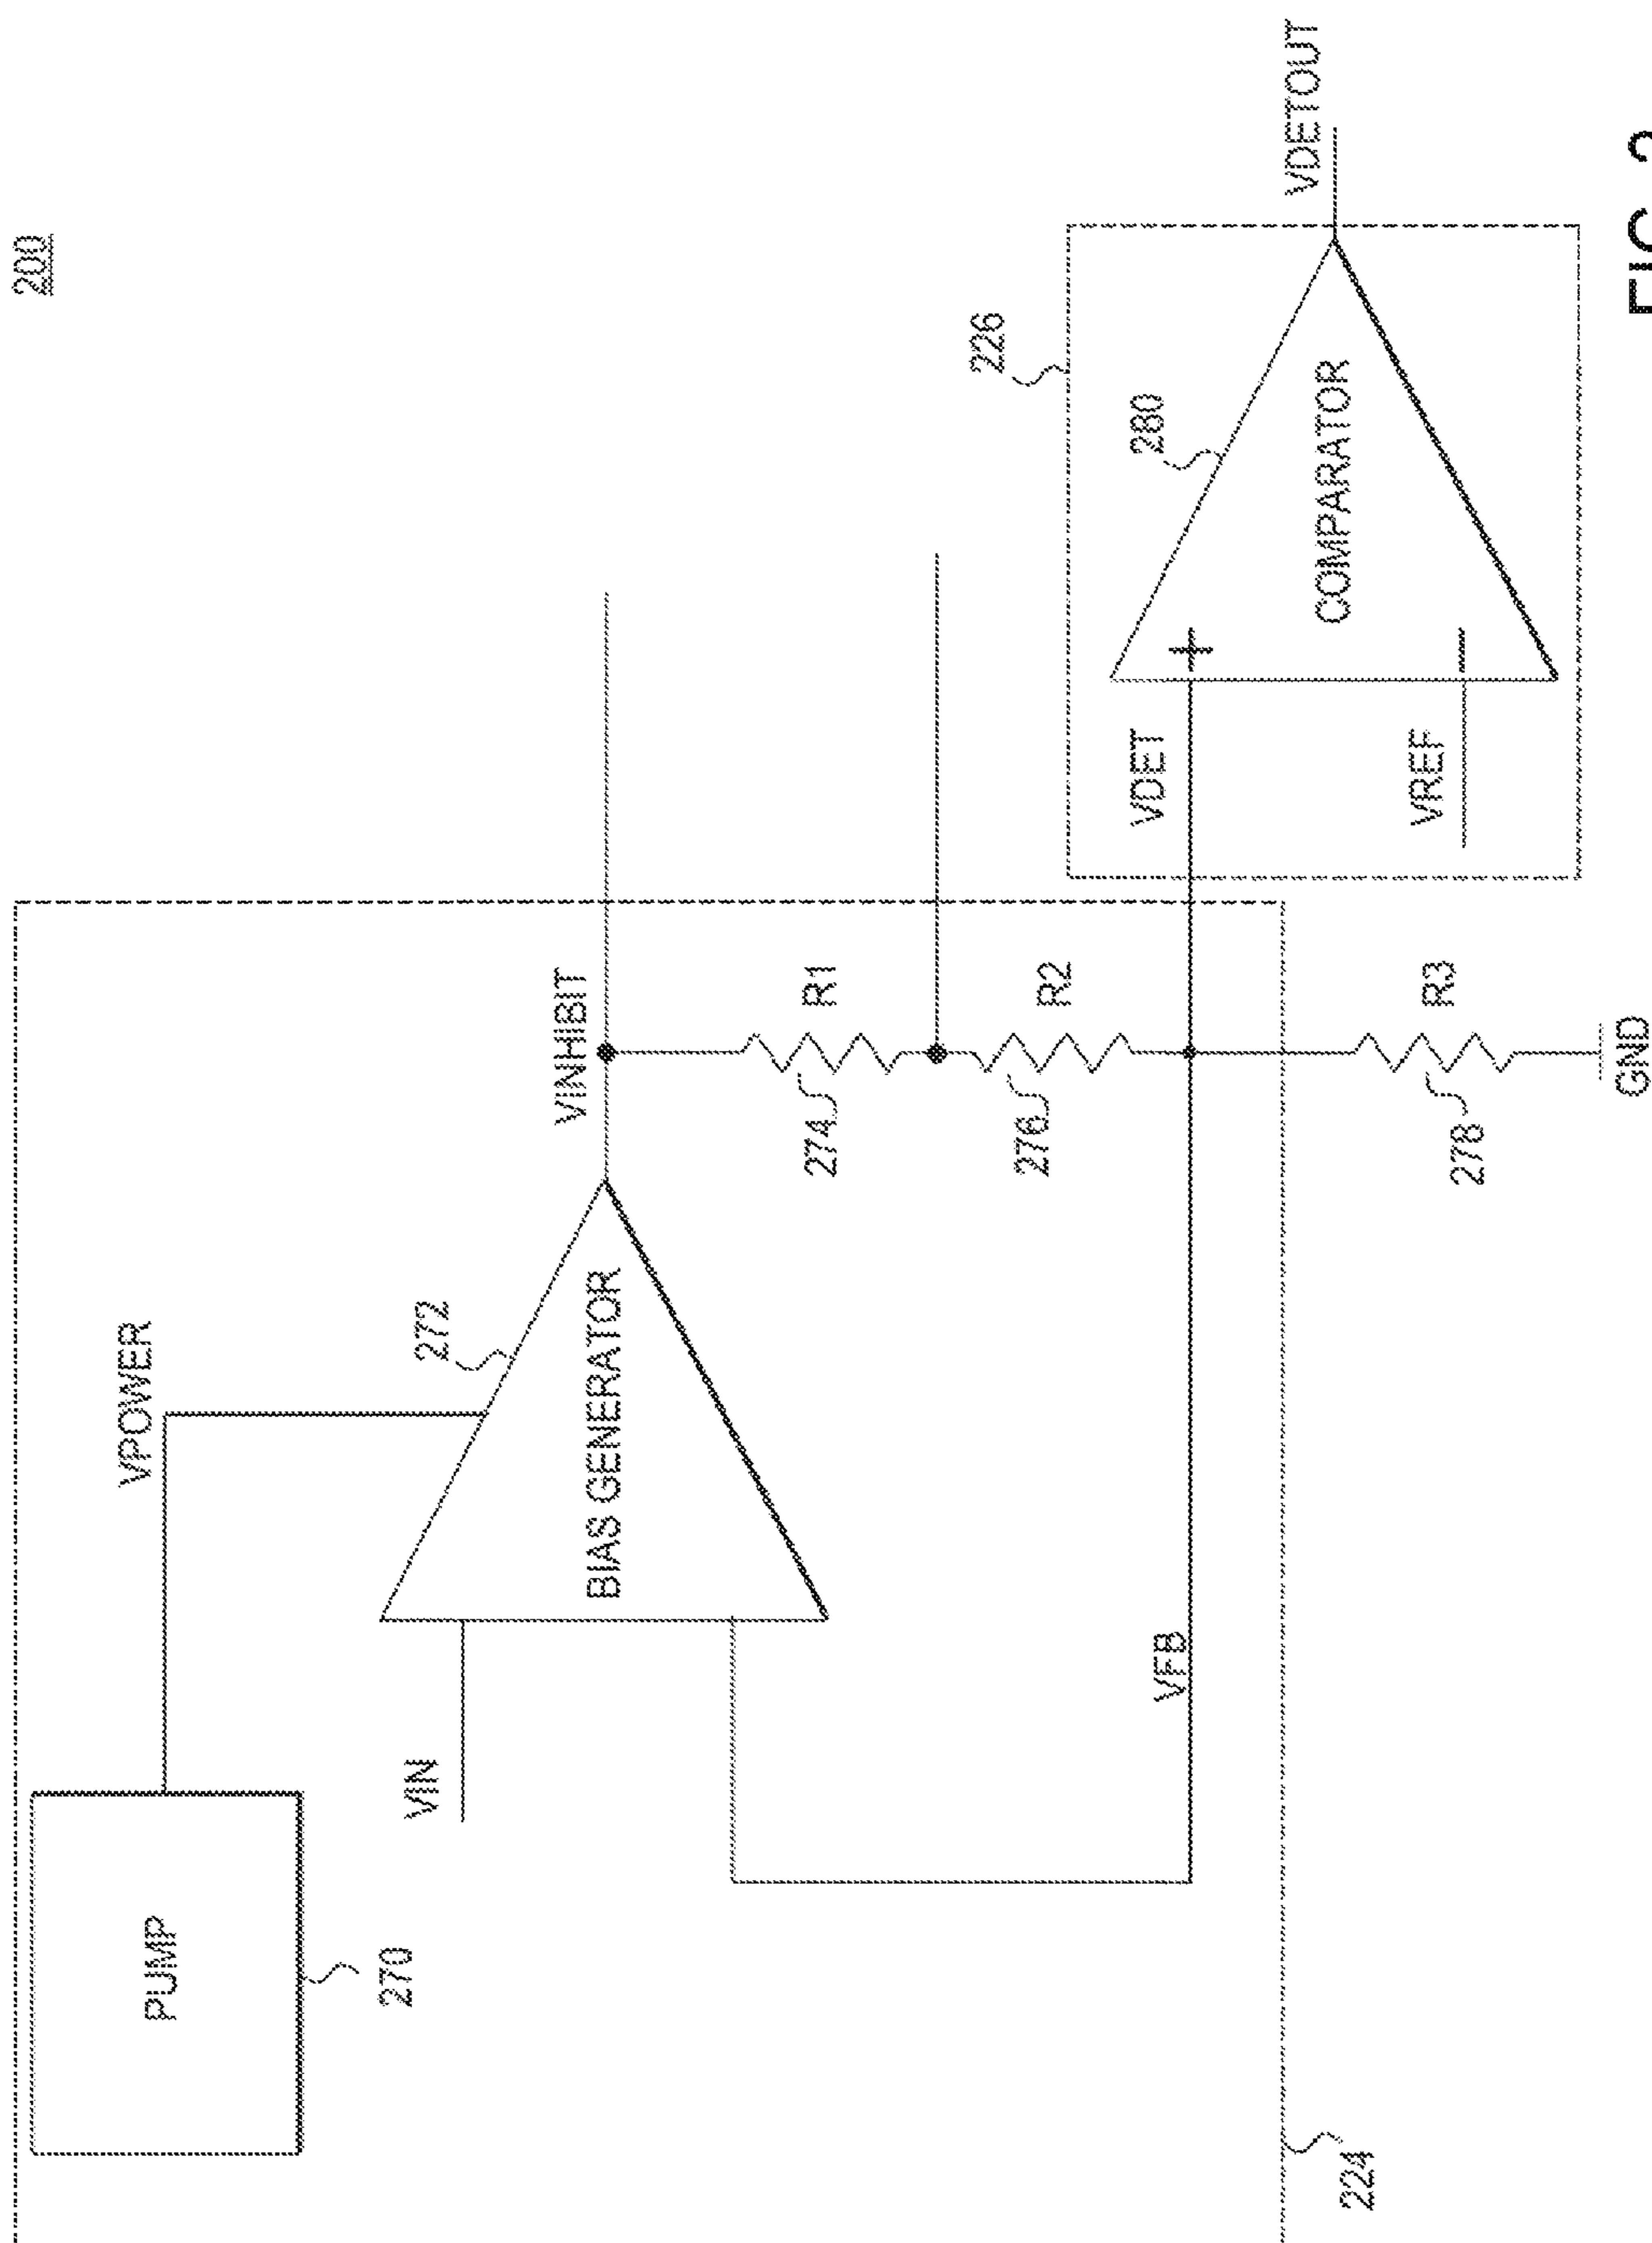 200
PUMP
270
VPOWER
VIN
272
BIAS GENERATOR
VINHIBIT
274
R1
276
R2
VFB
VDET
VREF
226
280
+
COMPARATOR
−
VDETOUT
278
R3
GND
224
FIG.